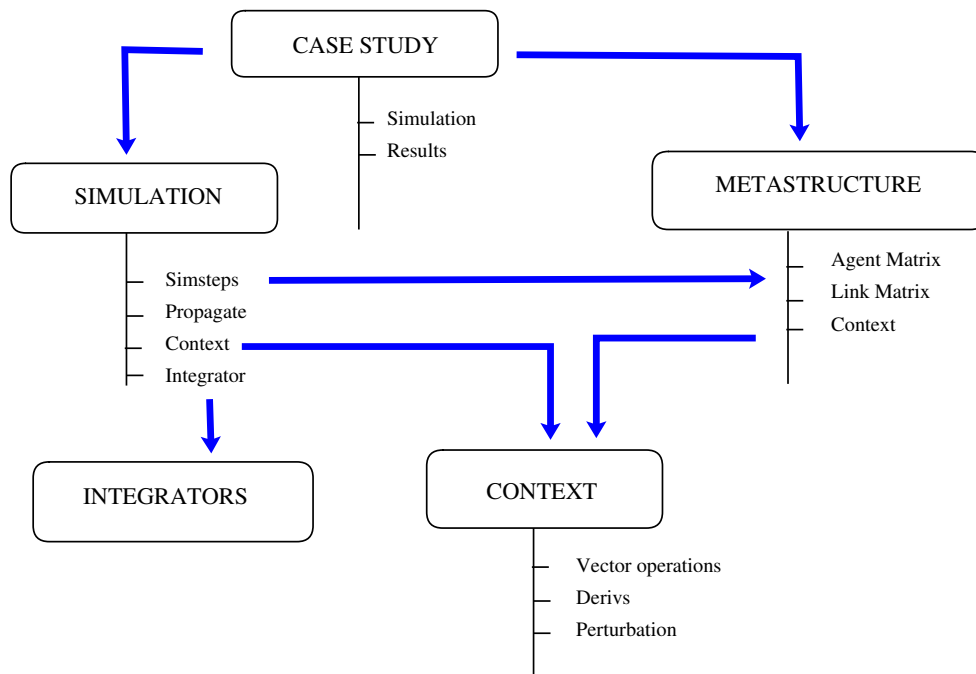 CASE STUDY
Simulation
Results
SIMULATION
Simsteps
Propagate
Context
Integrator
METASTRUCTURE
Agent Matrix
Link Matrix
Context
INTEGRATORS
CONTEXT
Vector operations
Derivs
Perturbation